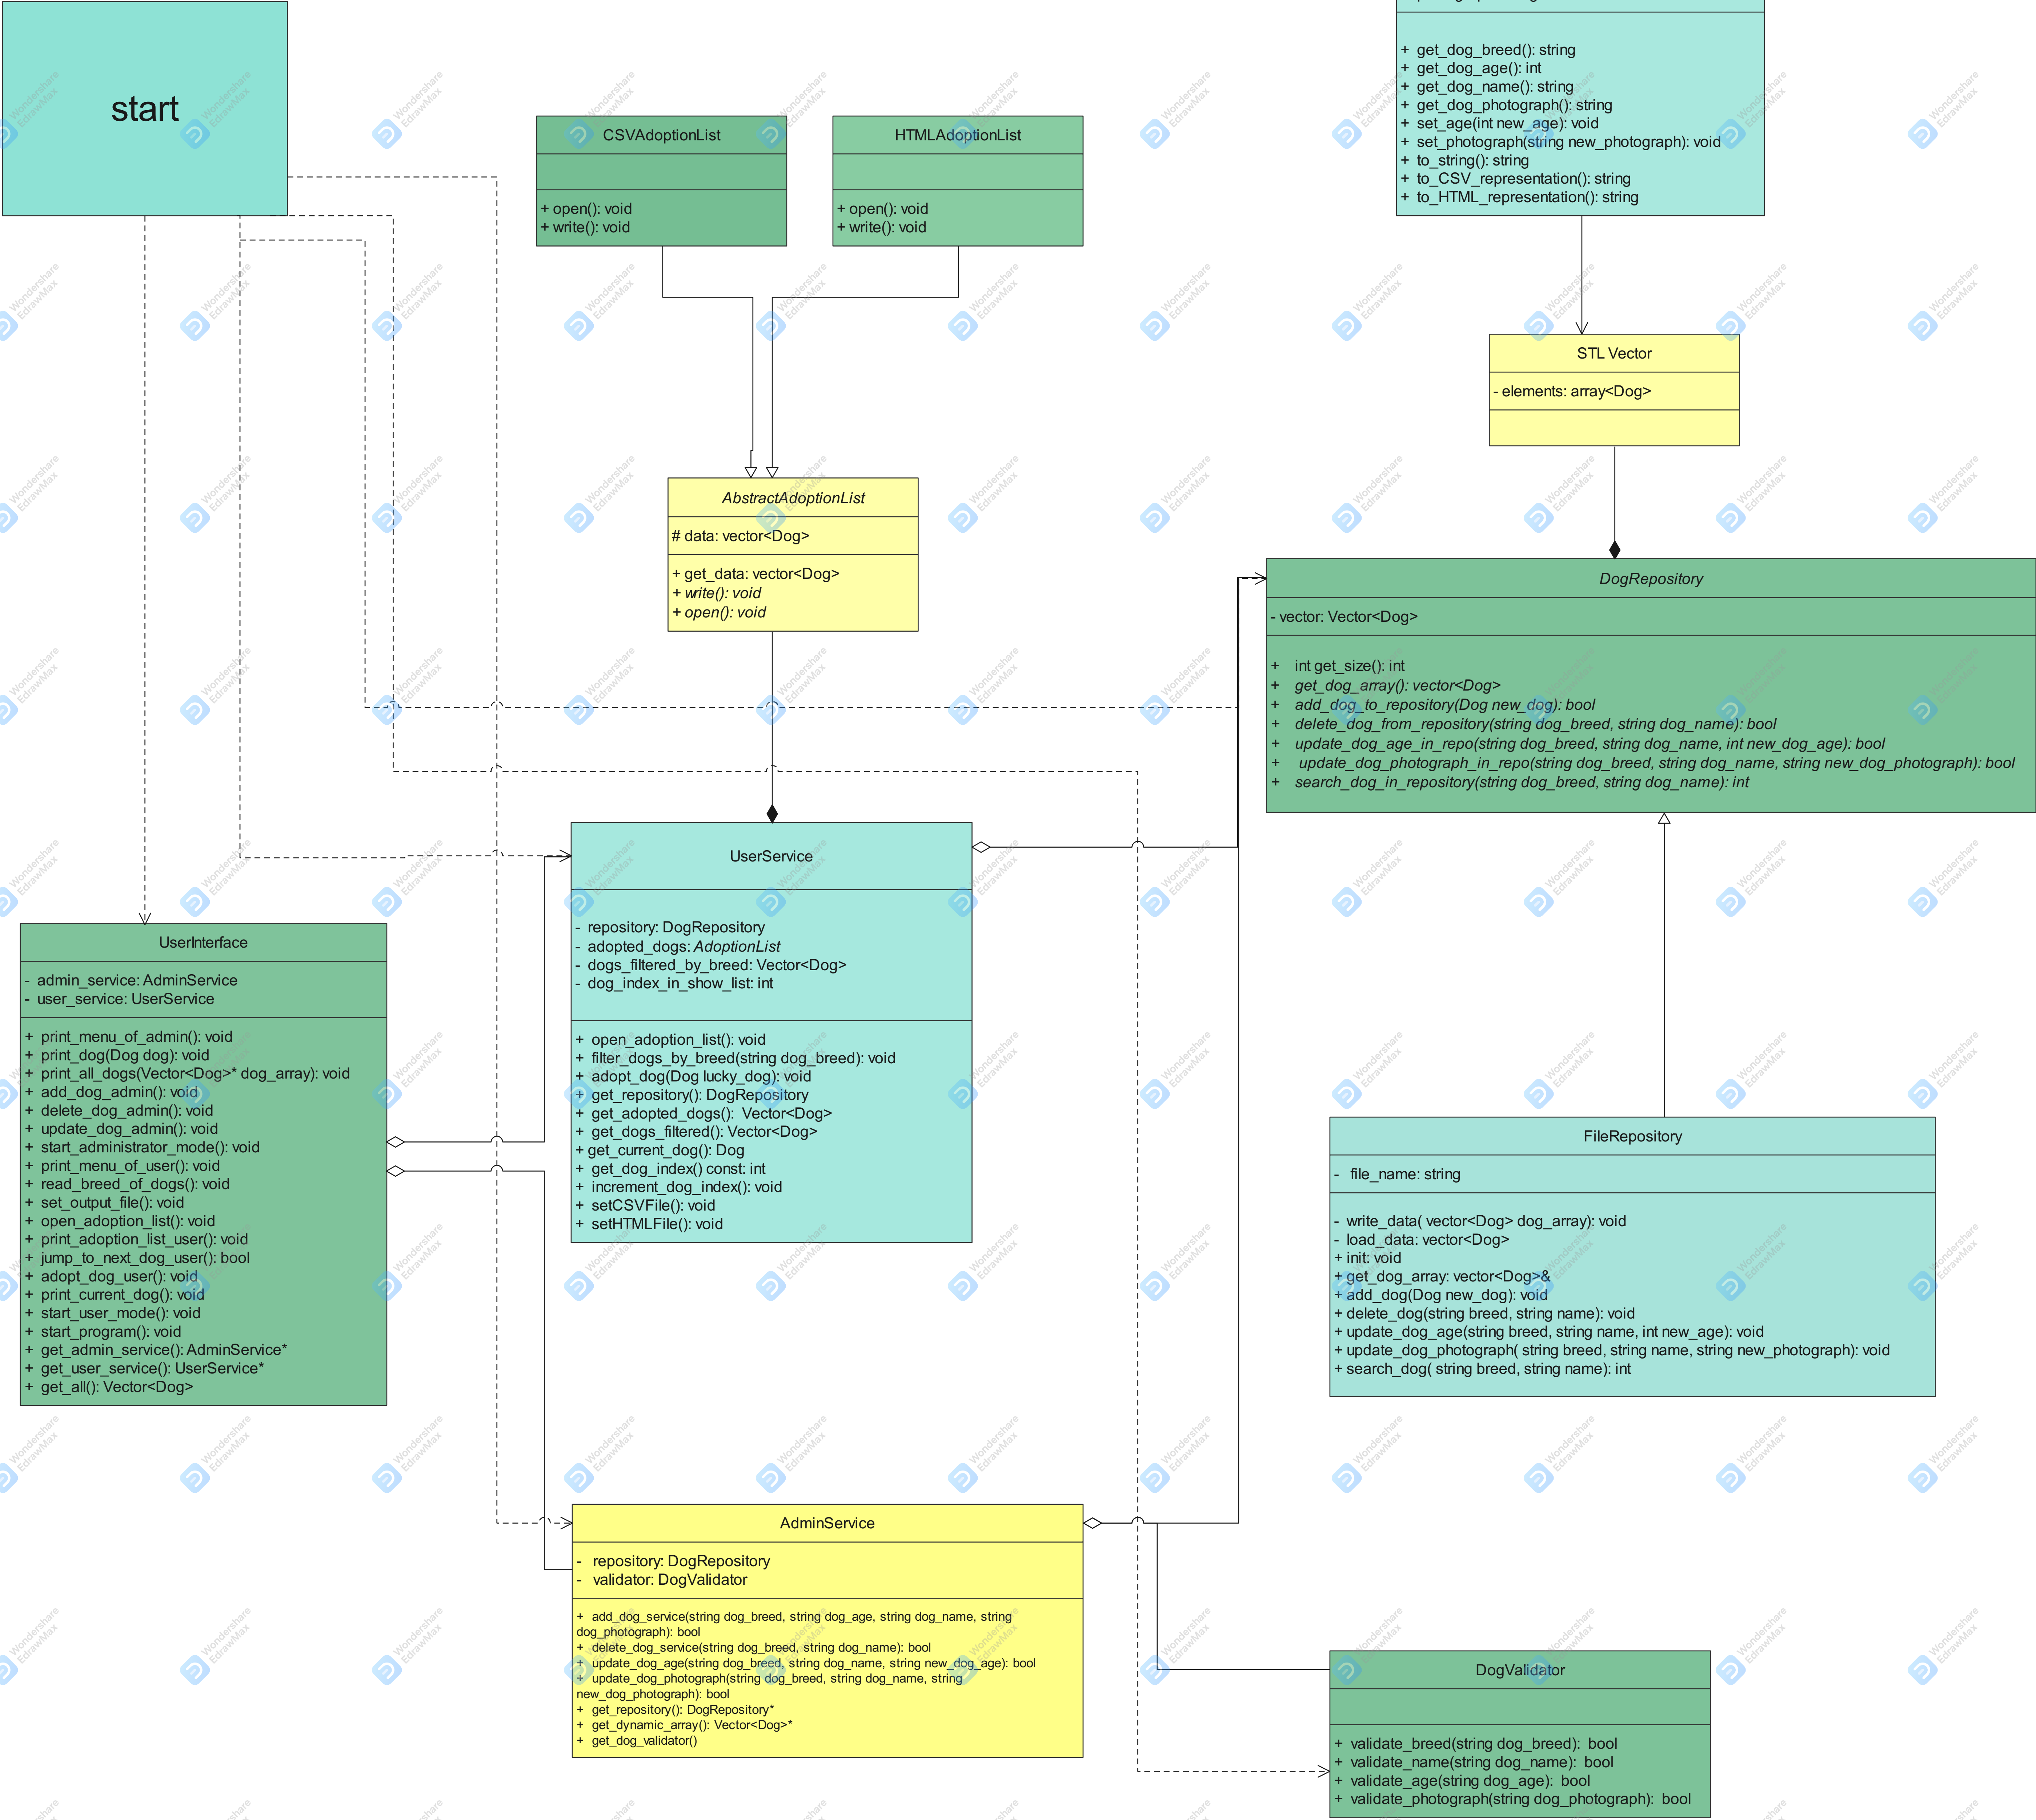 start
CSVAdoptionList
+ open(): void
+ write(): void
HTMLAdoptionList
+ open(): void
+ write(): void
+ get_dog_breed(): string
+ get_dog_age(): int
+ get_dog_name(): string
+ get_dog_photograph(): string
+ set_age(int new_age): void
+ set_photograph(string new_photograph): void
+ to_string(): string
+ to_CSV_representation(): string
+ to_HTML_representation(): string
STL Vector
- elements: array<Dog>
AbstractAdoptionList
# data: vector<Dog>
+ get_data: vector<Dog>
+ write(): void
+ open(): void
DogRepository
- vector: Vector<Dog>
+ int get_size(): int
+ get_dog_array(): vector<Dog>
+ add_dog_to_repository(Dog new_dog): bool
+ delete_dog_from_repository(string dog_breed, string dog_name): bool
+ update_dog_age_in_repo(string dog_breed, string dog_name, int new_dog_age): bool
+ update_dog_photograph_in_repo(string dog_breed, string dog_name, string new_dog_photograph): bool
+ search_dog_in_repository(string dog_breed, string dog_name): int
UserInterface
- admin_service: AdminService
- user_service: UserService
+ print_menu_of_admin(): void
+ print_dog(Dog dog): void
+ print_all_dogs(Vector<Dog>* dog_array): void
+ add_dog_admin(): void
+ delete_dog_admin(): void
+ update_dog_admin(): void
+ start_administrator_mode(): void
+ print_menu_of_user(): void
+ read_breed_of_dogs(): void
+ set_output_file(): void
+ open_adoption_list(): void
+ print_adoption_list_user(): void
+ jump_to_next_dog_user(): bool
+ adopt_dog_user(): void
+ print_current_dog(): void
+ start_user_mode(): void
+ start_program(): void
+ get_admin_service(): AdminService*
+ get_user_service(): UserService*
+ get_all(): Vector<Dog>
UserService
- repository: DogRepository
- adopted_dogs: AdoptionList
- dogs_filtered_by_breed: Vector<Dog>
- dog_index_in_show_list: int
+ open_adoption_list(): void
+ filter_dogs_by_breed(string dog_breed): void
+ adopt_dog(Dog lucky_dog): void
+ get_repository(): DogRepository
+ get_adopted_dogs(): Vector<Dog>
+ get_dogs_filtered(): Vector<Dog>
+ get_current_dog(): Dog
+ get_dog_index() const: int
+ increment_dog_index(): void
+ setCSVFile(): void
+ setHTMLFile(): void
FileRepository
- file_name: string
- write_data( vector<Dog> dog_array): void
- load_data: vector<Dog>
+ init: void
+ get_dog_array: vector<Dog>&
+ add_dog(Dog new_dog): void
+ delete_dog(string breed, string name): void
+ update_dog_age(string breed, string name, int new_age): void
+ update_dog_photograph( string breed, string name, string new_photograph): void
+ search_dog( string breed, string name): int
AdminService
- repository: DogRepository
- validator: DogValidator
+ add_dog_service(string dog_breed, string dog_age, string dog_name, string
dog_photograph): bool
+ delete_dog_service(string dog_breed, string dog_name): bool
+ update_dog_age(string dog_breed, string dog_name, string new_dog_age): bool
+ update_dog_photograph(string dog_breed, string dog_name, string
new_dog_photograph): bool
+ get_repository(): DogRepository*
+ get_dynamic_array(): Vector<Dog>*
+ get_dog_validator()
DogValidator
+ validate_breed(string dog_breed): bool
+ validate_name(string dog_name): bool
+ validate_age(string dog_age): bool
+ validate_photograph(string dog_photograph): bool
Wondershare
EdrawMax